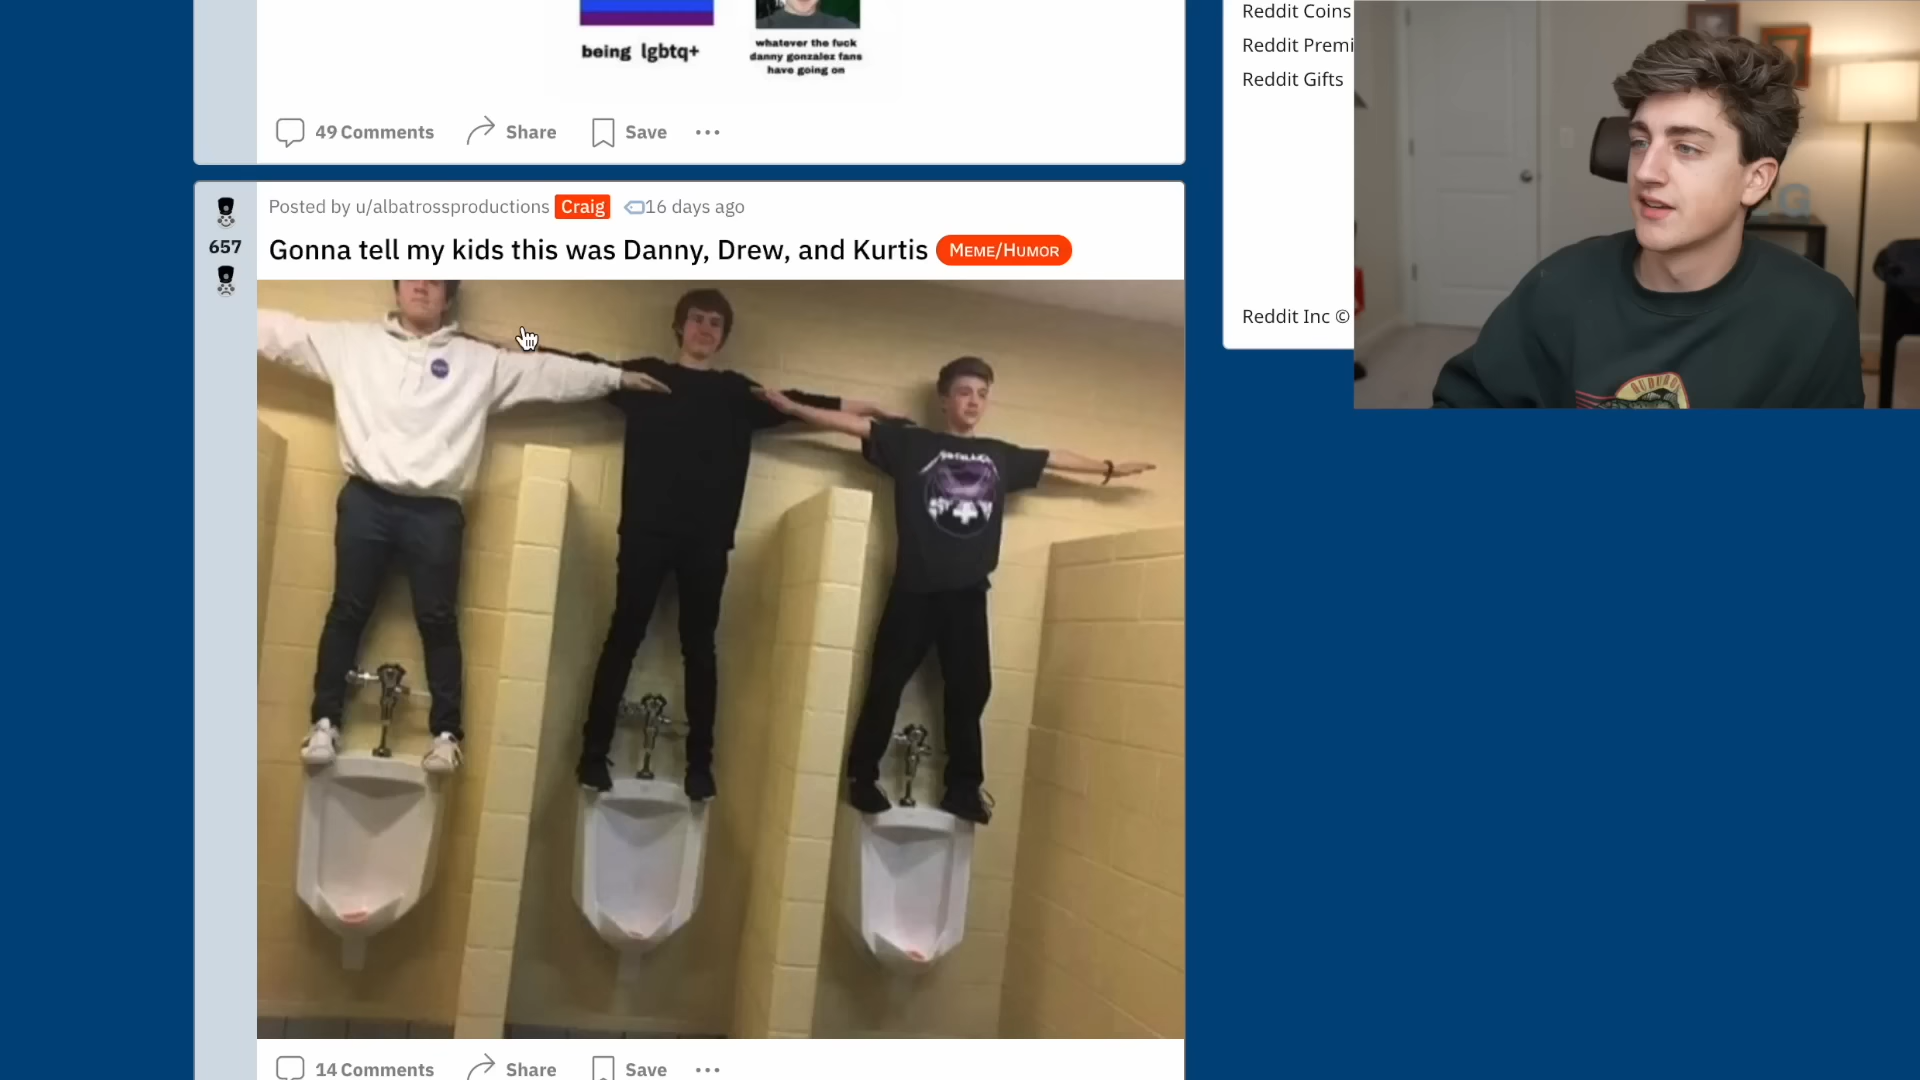 being lgbtq+
whatever the fuck
danny gonzalez fans
have going on
49 Comments
Share
Save
Reddit Coins
Reddit Premi
Reddit Gifts
Reddit Inc ©
Posted by u/albatrossproductions Craig 16 days ago
657
Gonna tell my kids this was Danny, Drew, and Kurtis MEME/HUMOR
METALLICA
14 Comments
Share
Save